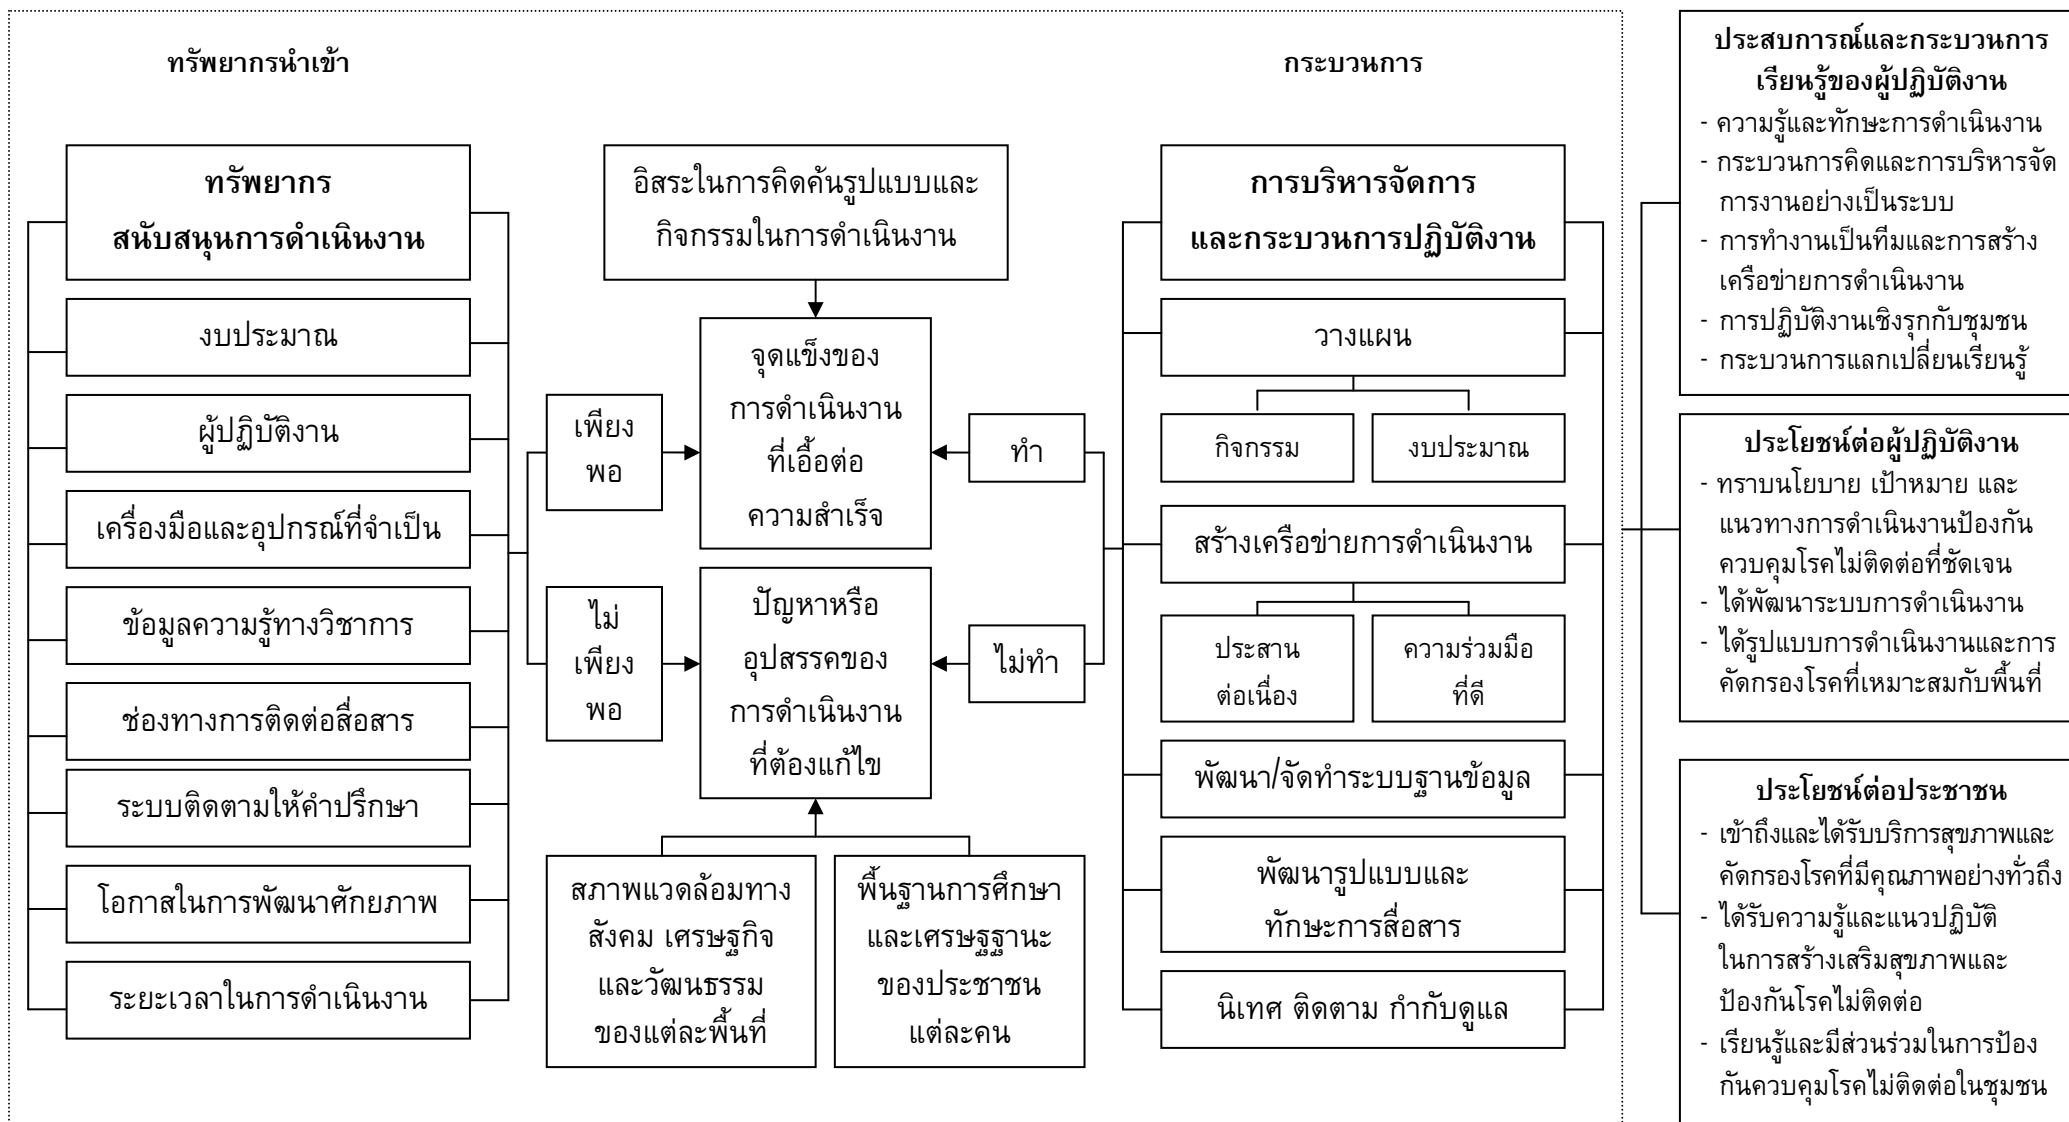 ทรัพยากรนำเข้า
ทรัพยากร
สนับสนุนการดำเนินงาน
งบประมาณ
ผู้ปฏิบัติงาน
เครื่องมือและอุปกรณ์ที่จำเป็น
ข้อมูลความรู้ทางวิชาการ
ช่องทางการติดต่อสื่อสาร
ระบบติดตามให้คำปรึกษา
โอกาสในการพัฒนาศักยภาพ
ระยะเวลาในการดำเนินงาน
เพียง
พอ
ไม่
เพียง
พอ
อิสระในการคิดค้นรูปแบบและ
กิจกรรมในการดำเนินงาน
จุดแข็งของ
การดำเนินงาน
ที่เอื้อต่อ
ความสำเร็จ
ปัญหาหรือ
อุปสรรคของ
การดำเนินงาน
ที่ต้องแก้ไข
สภาพแวดล้อมทาง
สังคม เศรษฐกิจ
และวัฒนธรรม
ของแต่ละพื้นที่
พื้นฐานการศึกษา
และเศรษฐฐานะ
ของประชาชน
แต่ละคน
ทำ
ไม่ทำ
กระบวนการ
การบริหารจัดการ
และกระบวนการปฏิบัติงาน
วางแผน
กิจกรรม
งบประมาณ
สร้างเครือข่ายการดำเนินงาน
ประสาน
ต่อเนื่อง
ความร่วมมือ
ที่ดี
พัฒนา/จัดทำระบบฐานข้อมูล
พัฒนารูปแบบและ
ทักษะการสื่อสาร
นิเทศ ติดตาม กำกับดูแล
ประสบการณ์และกระบวนการ
เรียนรู้ของผู้ปฏิบัติงาน
- ความรู้และทักษะการดำเนินงาน
- กระบวนการคิดและการบริหารจัด
การงานอย่างเป็นระบบ
- การทำงานเป็นทีมและการสร้าง
เครือข่ายการดำเนินงาน
- การปฏิบัติงานเชิงรุกกับชุมชน
- กระบวนการแลกเปลี่ยนเรียนรู้
ประโยชน์ต่อผู้ปฏิบัติงาน
- ทราบนโยบาย เป้าหมาย และ
แนวทางการดำเนินงานป้องกัน
ควบคุมโรคไม่ติดต่อที่ชัดเจน
- ได้พัฒนาระบบการดำเนินงาน
- ได้รูปแบบการดำเนินงานและการ
คัดกรองโรคที่เหมาะสมกับพื้นที่
ประโยชน์ต่อประชาชน
- เข้าถึงและได้รับบริการสุขภาพและ
คัดกรองโรคที่มีคุณภาพอย่างทั่วถึง
- ได้รับความรู้และแนวปฏิบัติ
ในการสร้างเสริมสุขภาพและ
ป้องกันโรคไม่ติดต่อ
- เรียนรู้และมีส่วนร่วมในการป้อง
กันควบคุมโรคไม่ติดต่อในชุมชน